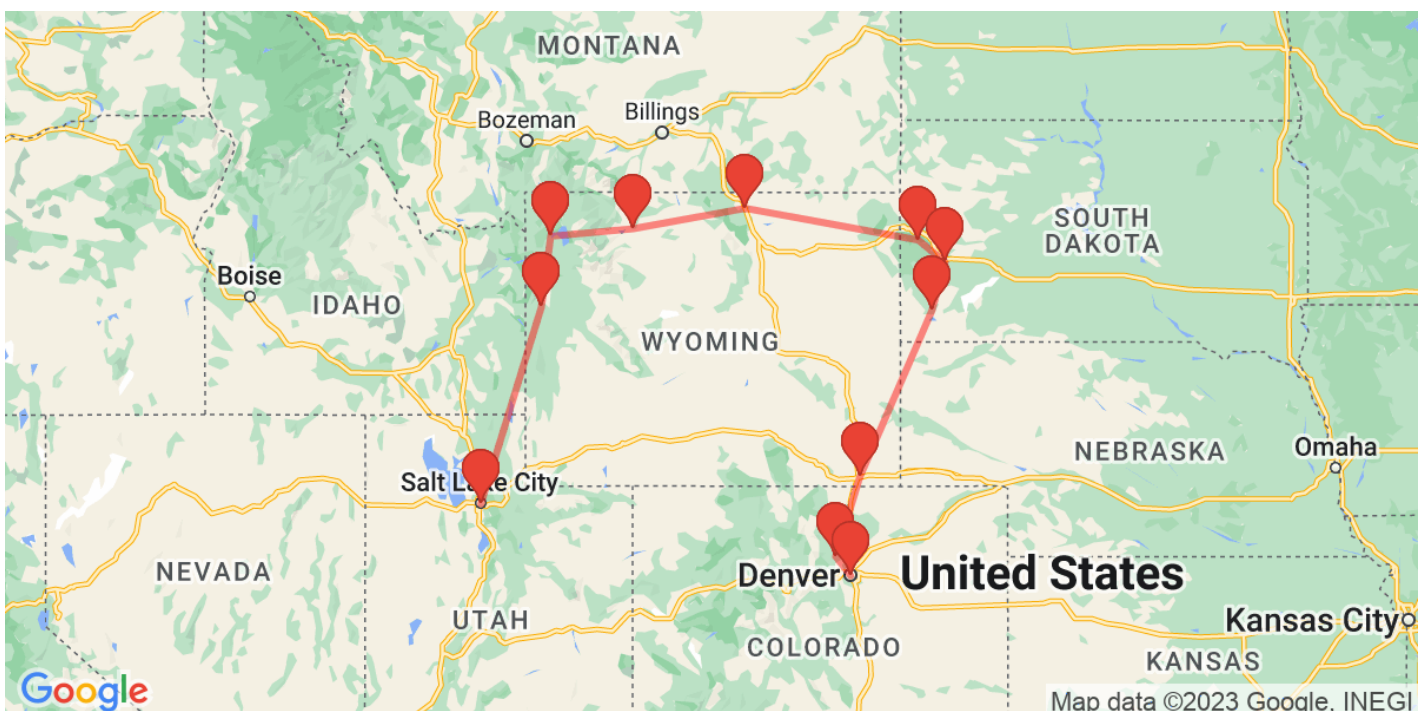 MONTANA
Billings
Bozeman
SOUTH
DAKOTA
Boise
IDAHO
WYOMING
NEBRASKA
Omaha
Salt Lake City
NEVADA
Denver
United States
UTAH
COLORADO
Kansas City
KANSAS
Google
Map data ©2023 Google, INEGI